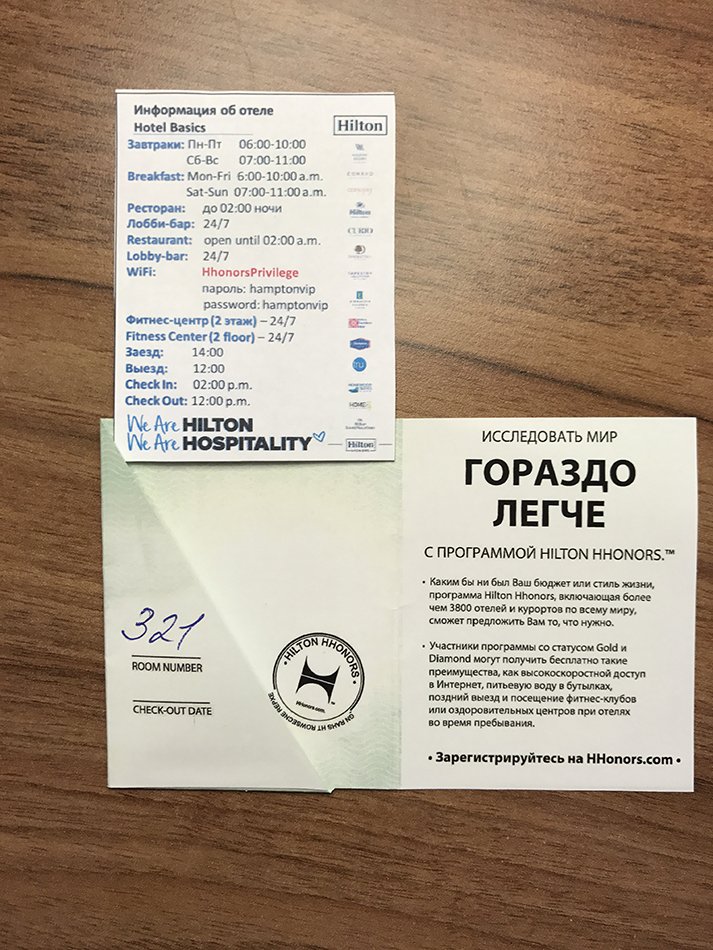 Информация об отеле
Hotel Basics
Hilton
Завтраки: Пн-Пт 06:00-10:00
Сб-Вс 07:00-11:00
Breakfast: Mon-Fri 6:00-10:00 a.m.
Sat-Sun 07:00-11:00 a.m.
Ресторан: до 02:00 ночи
Лобби-бар: 24/7
Restaurant: open until 02:00 a.m.
Lobby-bar: 24/7
WiFi: HhonorsPrivilege
пароль: hamptonvip
password: hamptonvip
Фитнес-центр (2 этаж) – 24/7
Fitness Center (2 floor) – 24/7
Заезд: 14:00
Выезд: 12:00
Check In: 02:00 p.m.
Check Out: 12:00 p.m.
We Are HILTON
We Are HOSPITALITY
Hilton
CURIO
Hilton
HHONORS
321
ROOM NUMBER
CHECK-OUT DATE
HILTON HHONORS
HHonors.com
ИССЛЕДОВАТЬ МИР
ГОРАЗДО
ЛЕГЧЕ
С ПРОГРАММОЙ HILTON HHONORS.™
• Каким бы ни был Ваш бюджет или стиль жизни,
программа Hilton Hhonors, включающая более
чем 3800 отелей и курортов по всему миру,
сможет предложить Вам то, что нужно.
• Участники программы со статусом Gold и
Diamond могут получить бесплатно такие
преимущества, как высокоскоростной доступ
в Интернет, питьевую воду в бутылках,
поздний выезд и посещение фитнес-клубов
или оздоровительных центров при отелях
во время пребывания.
• Зарегистрируйтесь на HHonors.com •